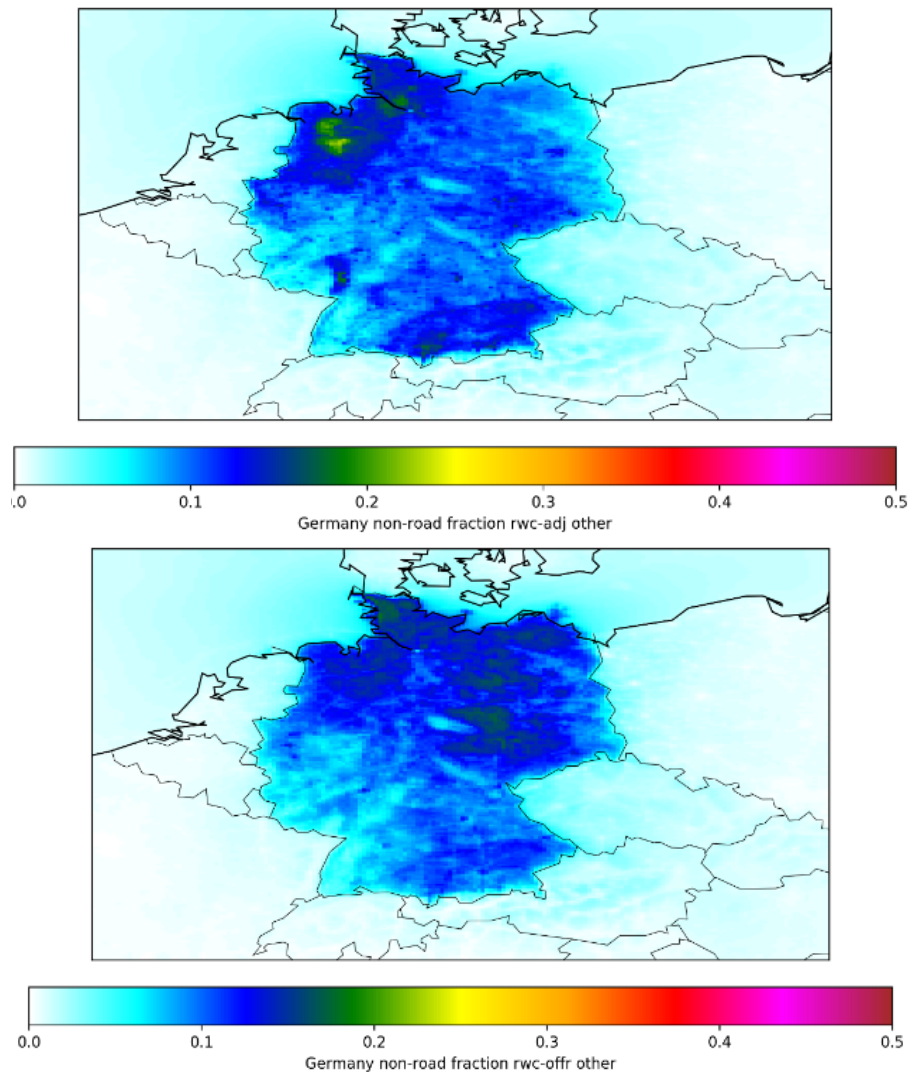 .0 0.1 0.2 0.3 0.4 0.5
Germany non-road fraction rwc-adj other
0.0 0.1 0.2 0.3 0.4 0.5
Germany non-road fraction rwc-offr other